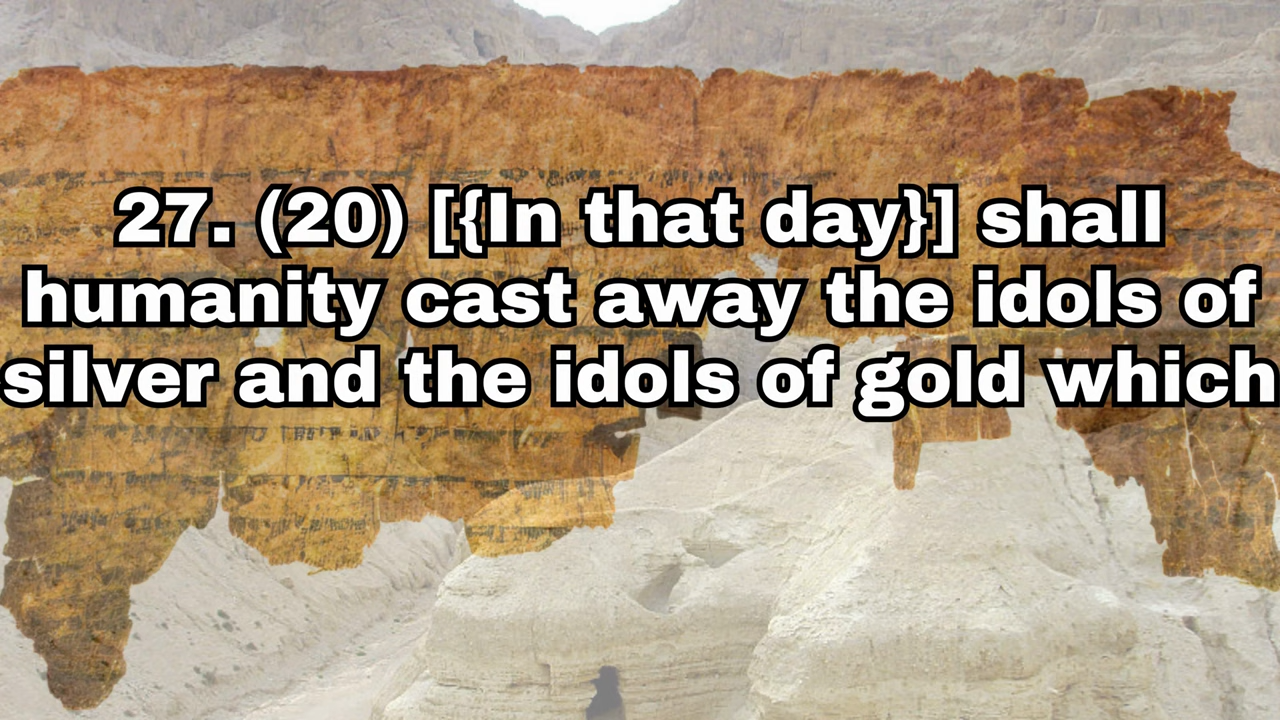 27. (20) [{In that day}] shall
humanity cast away the idols of
silver and the idols of gold which